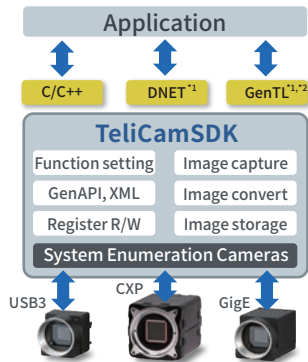 Application
C/C++ DNET*1 GenTL*1,*2
TeliCamSDK
Function setting Image capture
GenAPI, XML Image convert
Register R/W Image storage
System Enumeration Cameras
USB3 CXP GigE